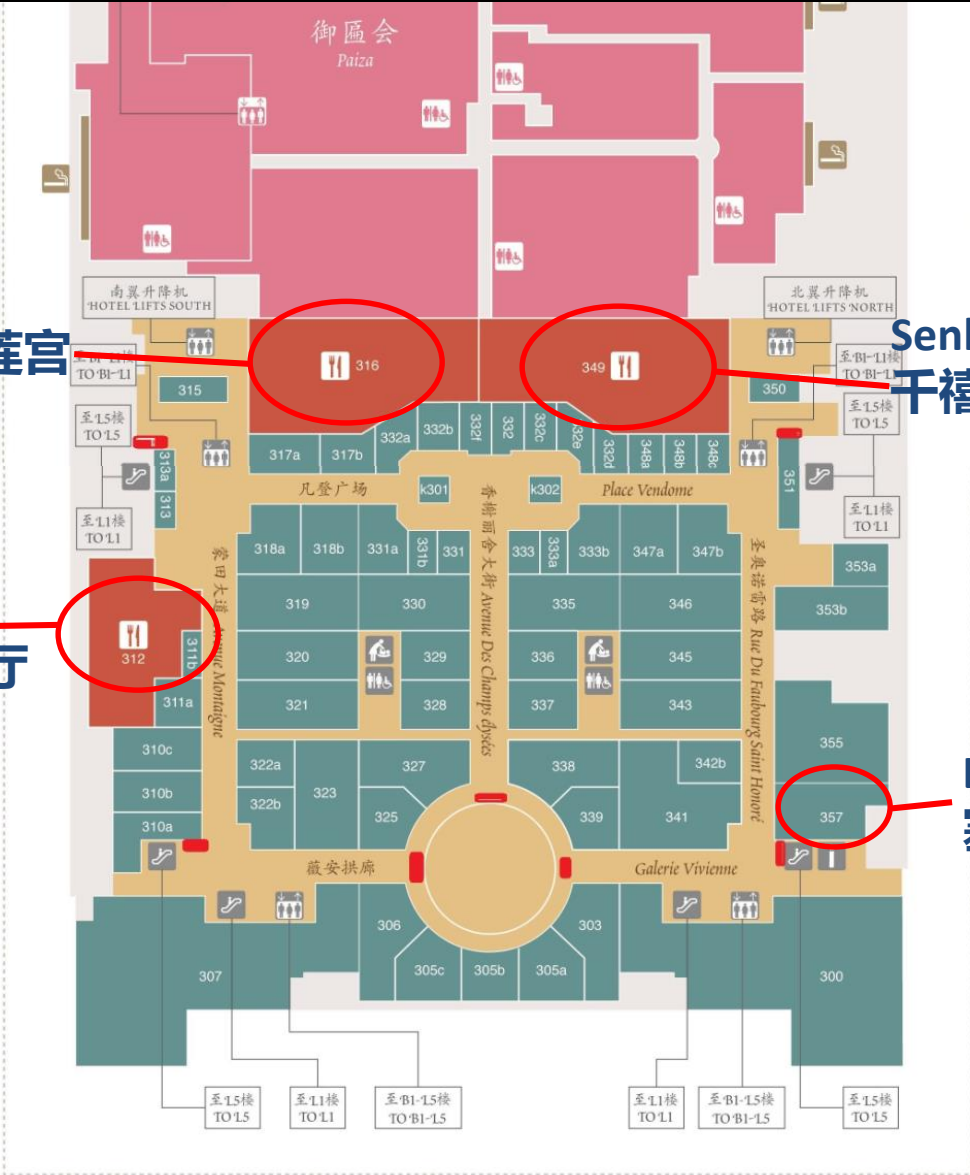 御匾会
Paiza
南翼升降机
HOTEL LIFTS SOUTH
北翼升降机
HOTEL LIFTS NORTH
莲宫
TO B1-L1
316
349
千禧
至B1-L1楼
TO B1-L1
315
350
至L5楼
TO L5
至L5楼
TO L5
332a
332b
332f
332
332c
332e
332d
348a
348b
348c
317a
317b
313a
313
351
凡登广场
k301
k302
Place Vendome
至L1楼
TO L1
至L1楼
TO L1
香榭丽舍大街 Avenue Des Champs élysées
蒙田大道 Avenue Montaigne
圣奥诺雷路 Rue Du Faubourg Saint Honoré
318a
318b
331a
331b
331
333
333a
333b
347a
347b
353a
319
330
335
346
353b
312
311b
320
329
336
345
厅
311a
321
328
337
343
310c
322a
327
338
342b
355
310b
322b
323
325
339
341
357
310a
薇安拱廊
Galerie Vivienne
306
303
307
305c
305b
305a
300
至L5楼
TO L5
至L1楼
TO L1
至B1-L5楼
TO B1-L5
至L1楼
TO L1
至B1-L5楼
TO B1-L5
至L5楼
TO L5